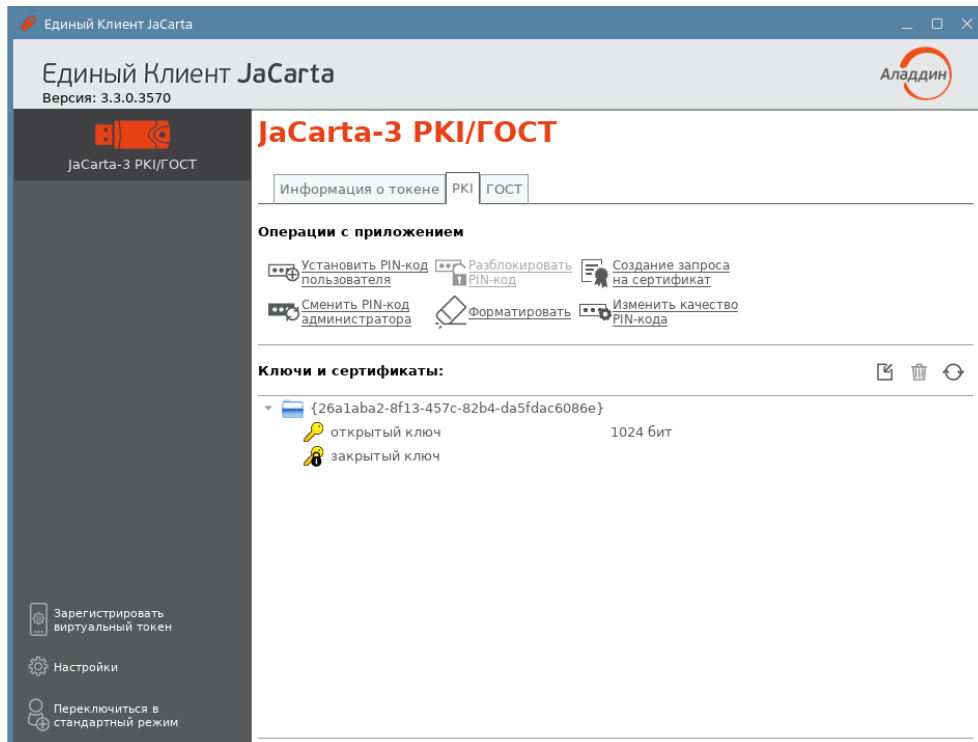 Единый Клиент JaCarta
Единый Клиент JaCarta
Версия: 3.3.0.3570
Аладдин
JaCarta-3 PKI/ГОСТ
JaCarta-3 PKI/ГОСТ
Информация о токене PKI ГОСТ
Операции с приложением
Установить PIN-код
пользователя
Разблокировать
PIN-код
Создание запроса
на сертификат
Сменить PIN-код
администратора
Форматировать
Изменить качество
PIN-кода
Ключи и сертификаты:
{26a1aba2-8f13-457c-82b4-da5fdac6086e}
открытый ключ 1024 бит
закрытый ключ
Зарегистрировать
виртуальный токен
Настройки
Переключиться в
стандартный режим